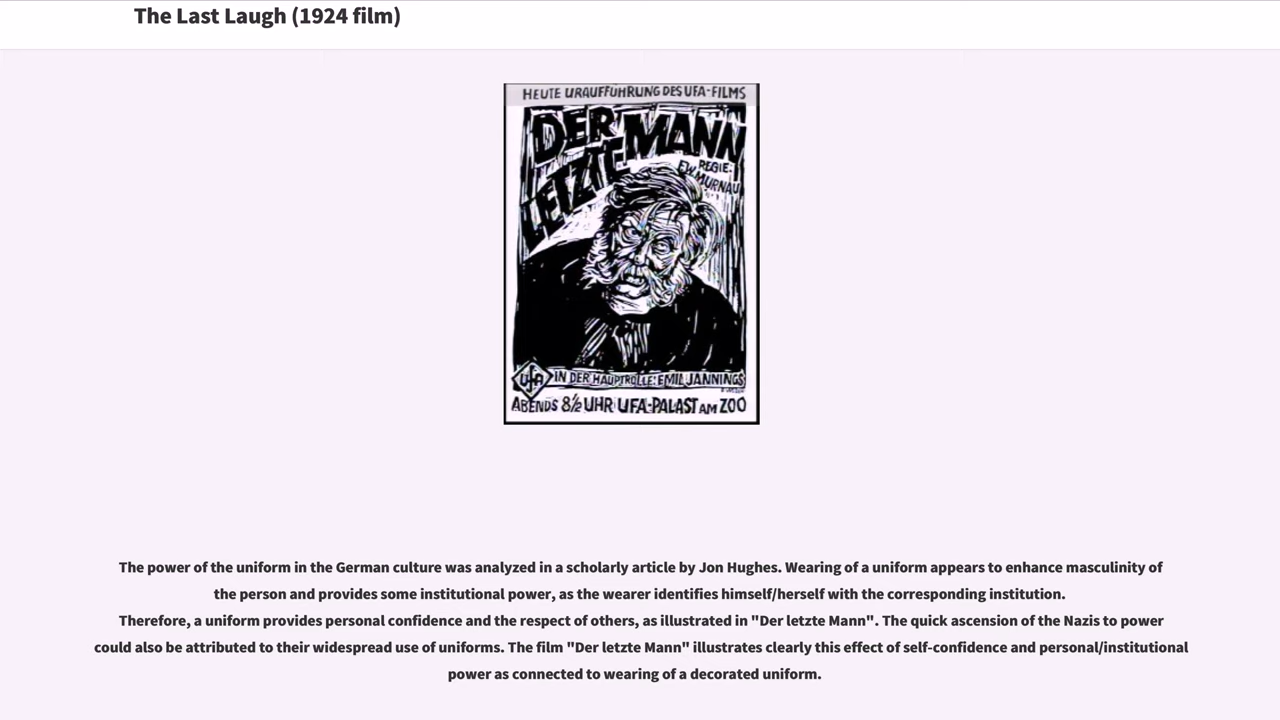 The Last Laugh (1924 film)
HEUTE URAUFFÜHRUNG DES UFA-FILMS
DER
LETZTE MANN
REGIE:
F.W. MURNAU
UFA
IN DER HAUPTROLLE: EMIL JANNINGS
ABENDS 8½ UHR UFA-PALAST AM ZOO
The power of the uniform in the German culture was analyzed in a scholarly article by Jon Hughes. Wearing of a uniform appears to enhance masculinity of
the person and provides some institutional power, as the wearer identifies himself/herself with the corresponding institution.
Therefore, a uniform provides personal confidence and the respect of others, as illustrated in "Der letzte Mann". The quick ascension of the Nazis to power
could also be attributed to their widespread use of uniforms. The film "Der letzte Mann" illustrates clearly this effect of self-confidence and personal/institutional
power as connected to wearing of a decorated uniform.